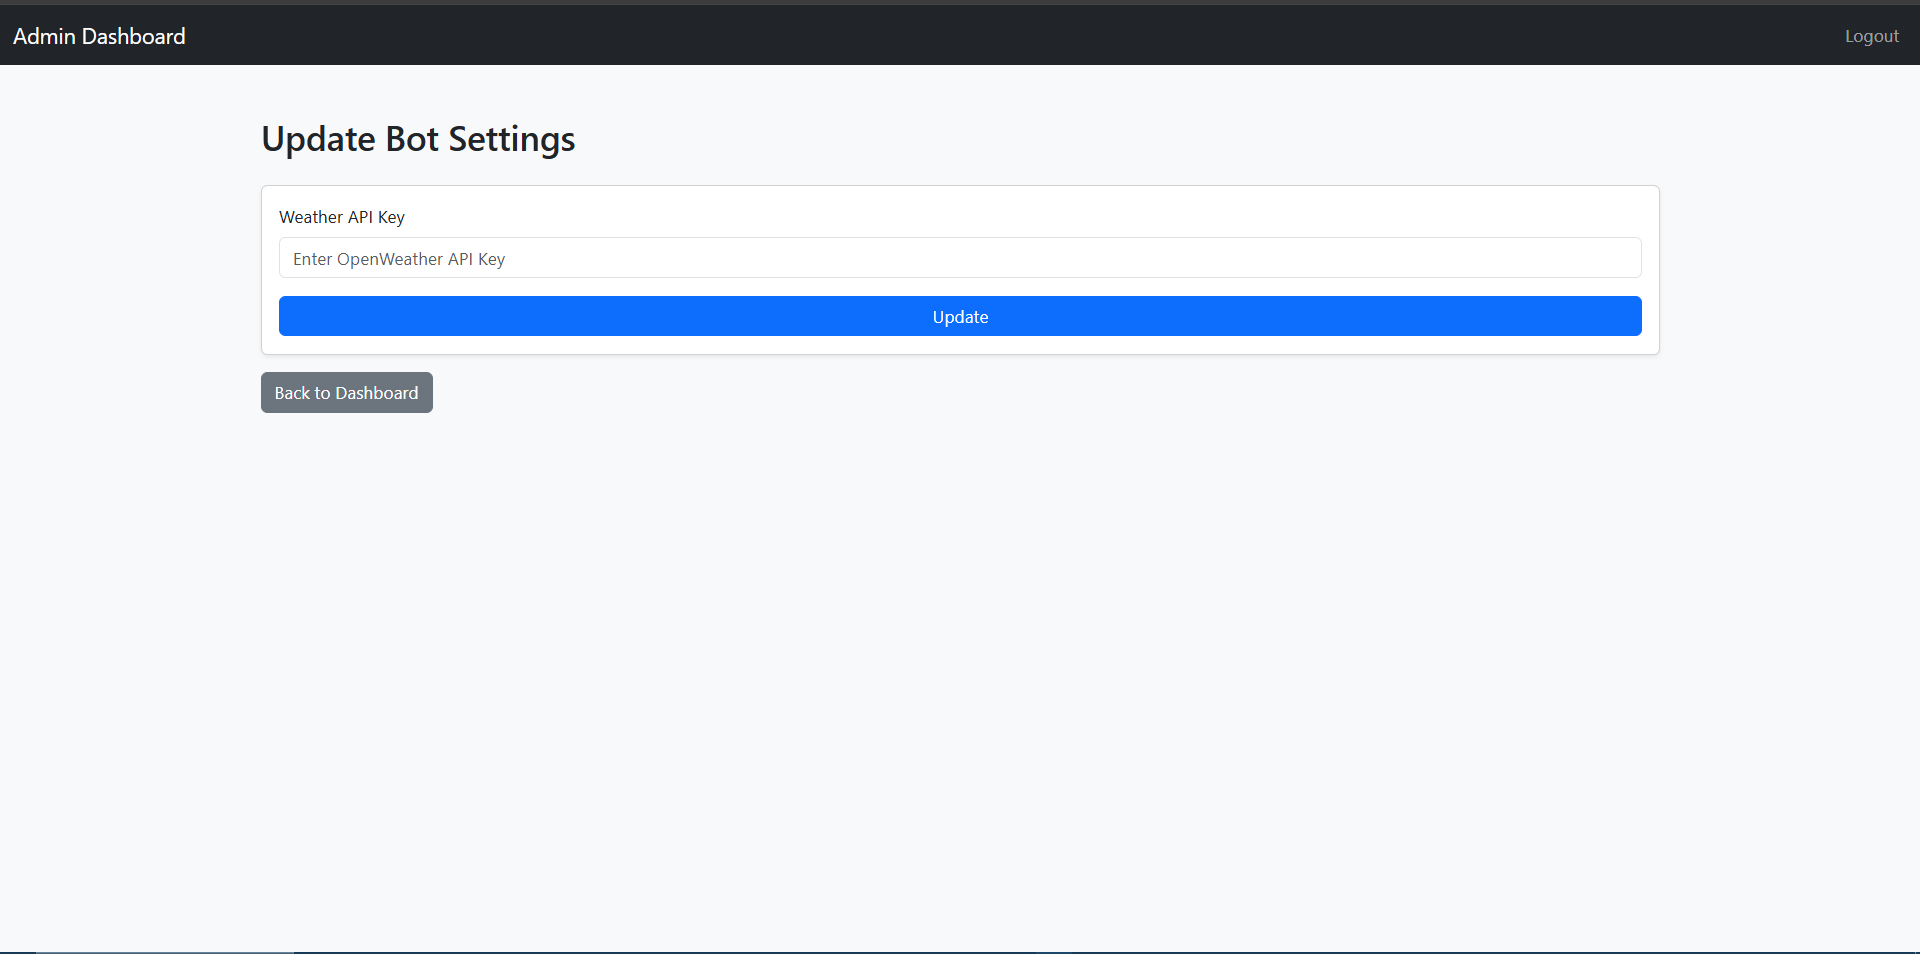 Admin Dashboard
Logout
Update Bot Settings
Weather API Key
Enter OpenWeather API Key
Update
Back to Dashboard